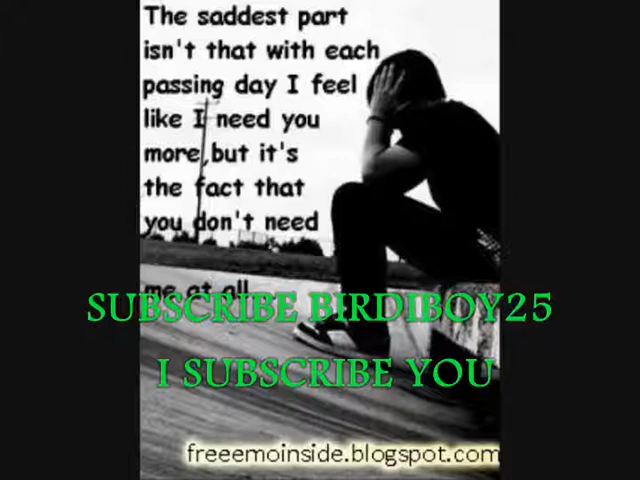 The saddest part
isn't that with each
passing day I feel
like I need you
more,but it's
the fact that
you don't need
me at all
SUBSCRIBE BIRDIBOY25
I SUBSCRIBE YOU
freeemoinside.blogspot.com